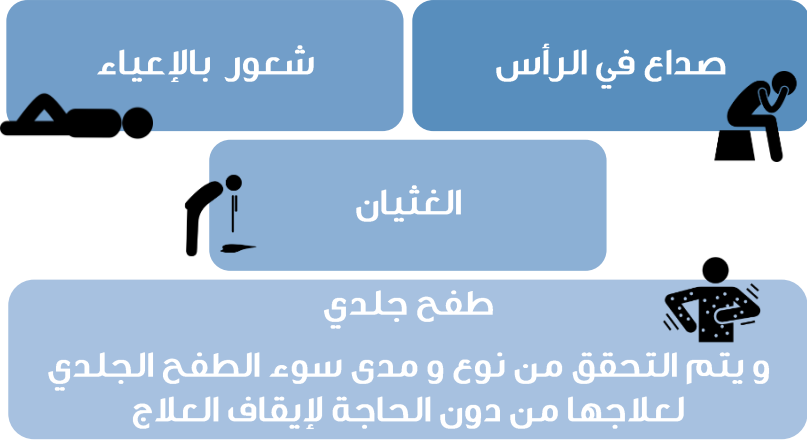 صداع في الرأس
شعور بالإعياء
الغثيان
طفح جلدي
و يتم التحقق من نوع و مدى سوء الطفح الجلدي
لعلاجها من دون الحاجة لإيقاف العلاج